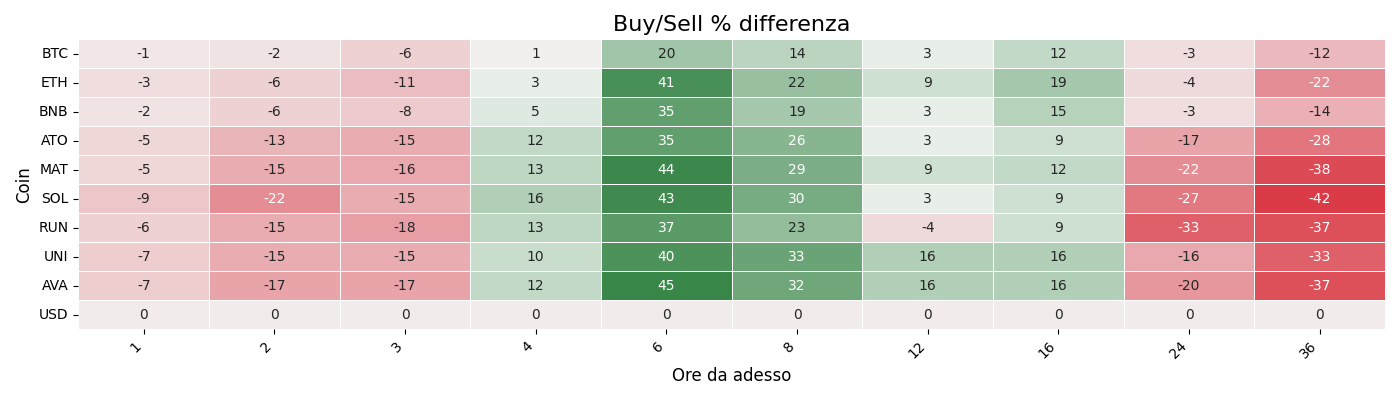 Buy/Sell % differenza
Coin
BTC -1 -2 -6 1 20 14 3 12 -3 -12
ETH -3 -6 -11 3 41 22 9 19 -4 -22
BNB -2 -6 -8 5 35 19 3 15 -3 -14
ATO -5 -13 -15 12 35 26 3 9 -17 -28
MAT -5 -15 -16 13 44 29 9 12 -22 -38
SOL -9 -22 -15 16 43 30 3 9 -27 -42
RUN -6 -15 -18 13 37 23 -4 9 -33 -37
UNI -7 -15 -15 10 40 33 16 16 -16 -33
AVA -7 -17 -17 12 45 32 16 16 -20 -37
USD 0 0 0 0 0 0 0 0 0 0
1 2 3 4 6 8 12 16 24 36
Ore da adesso